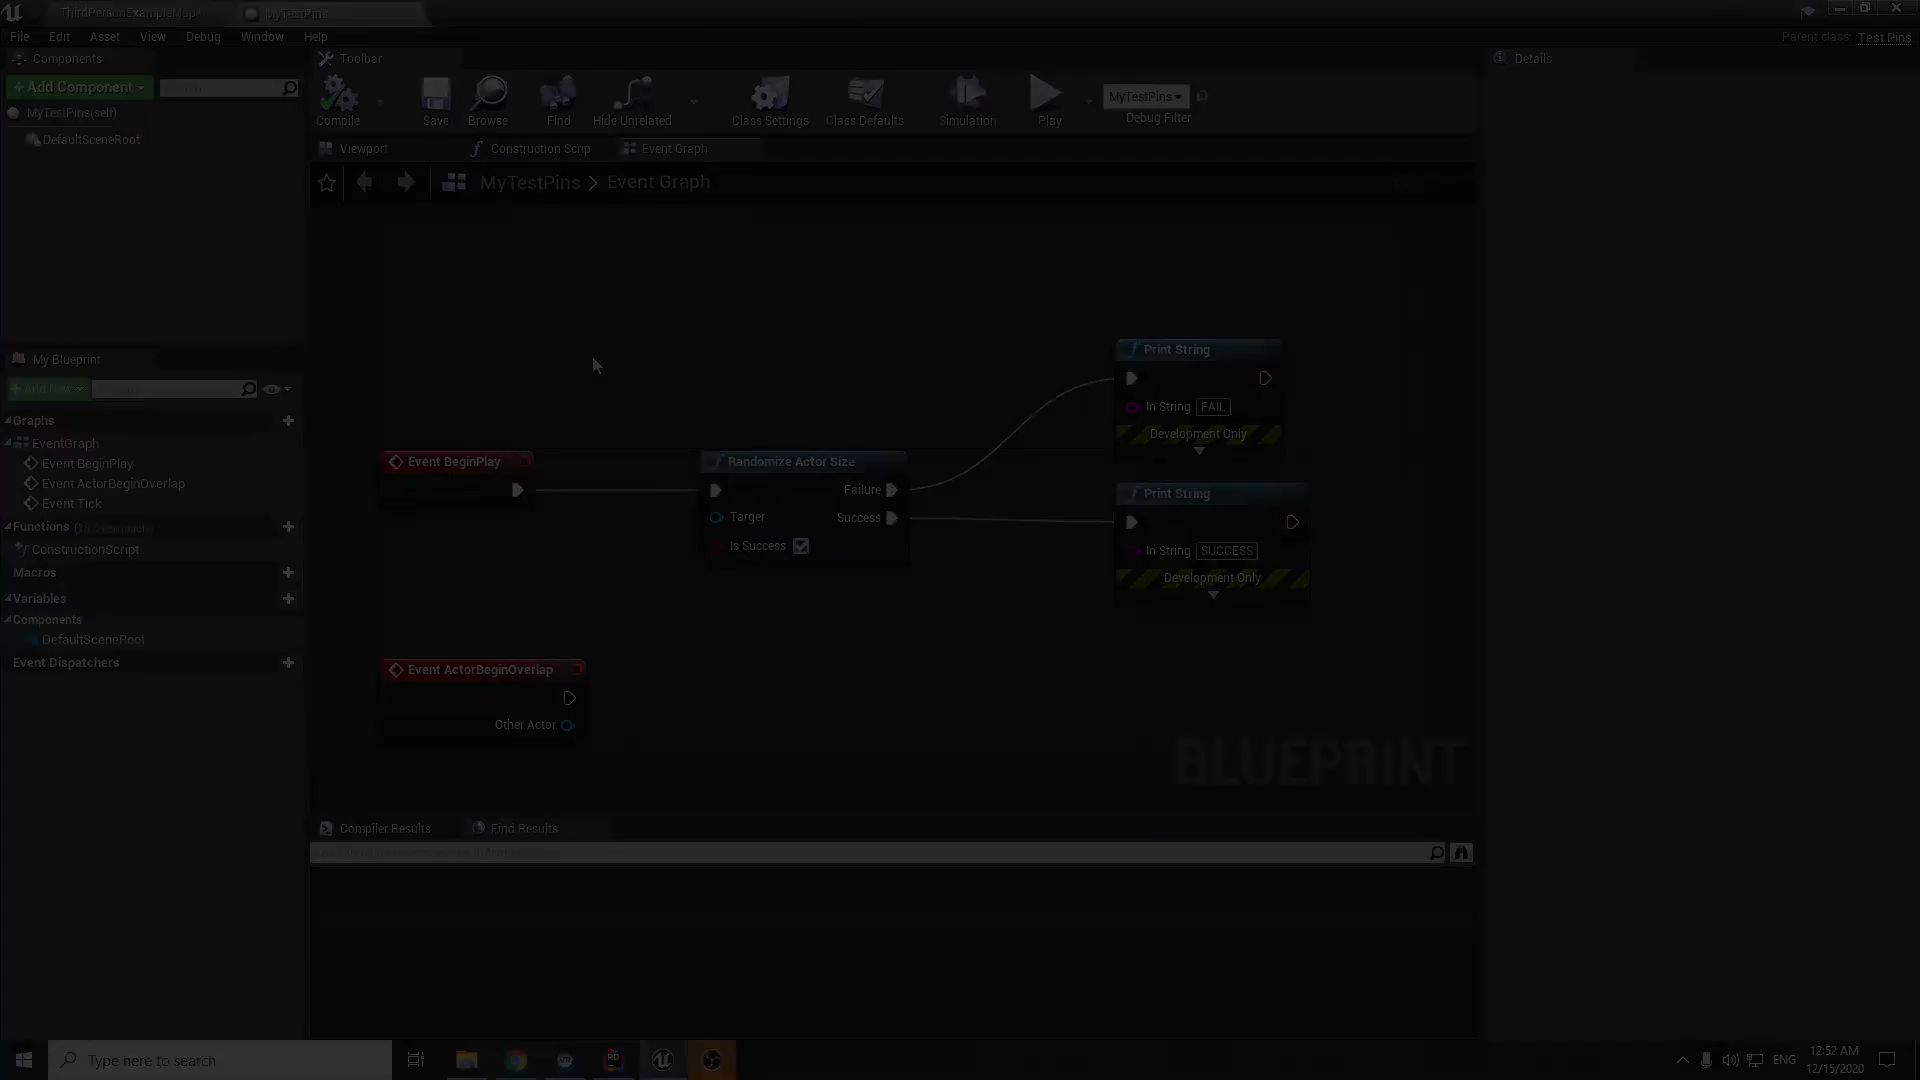 ThirdPersonExampleMap*
MyTestPins
File Edit Asset View Debug Window Help
Parent class: Test Pins
Components
Toolbar
Details
+Add Component
MyTestPins(self)
DefaultSceneRoot
Compile
Save
Browse
Find
Hide Unrelated
Class Settings
Class Defaults
Simulation
Play
MyTestPins
Debug Filter
Viewport
Construction Scrip
Event Graph
MyTestPins > Event Graph
My Blueprint
+Add New
Graphs
EventGraph
Event BeginPlay
Event ActorBeginOverlap
Event Tick
Functions
ConstructionScript
Macros
Variables
Components
DefaultSceneRoot
Event Dispatchers
Print String
In String FAIL
Development Only
Event BeginPlay
Randomize Actor Size
Failure
Target
Success
Is Success
Print String
In String SUCCESS
Development Only
Event ActorBeginOverlap
Other Actor
BLUEPRINT
Compiler Results
Find Results
Type here to search
RD
ENG
12:52 AM
12/15/2020